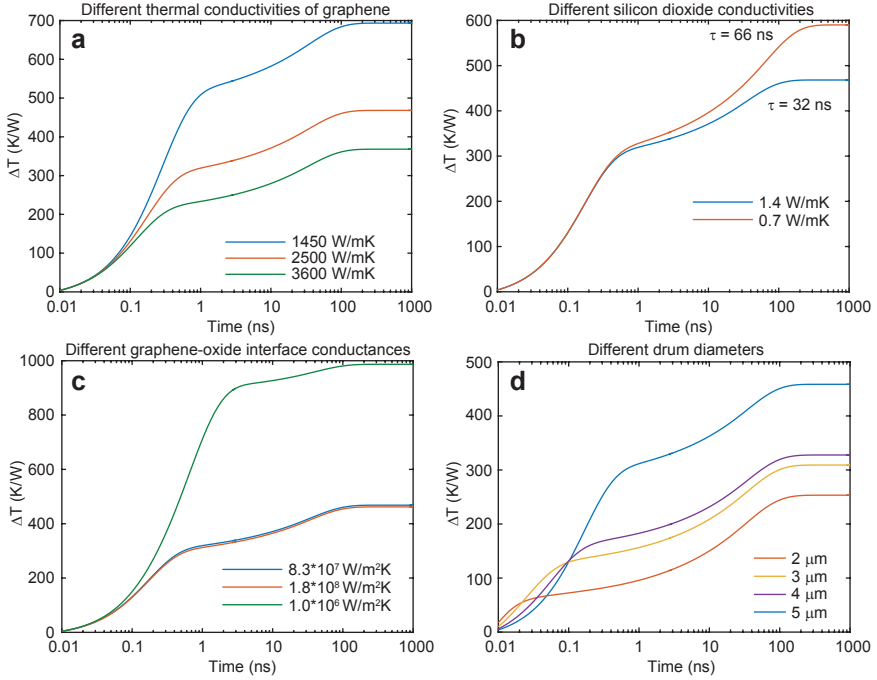 Different thermal conductivities of graphene
a
ΔT (K/W)
700
600
500
400
300
200
100
0
1450 W/mK
2500 W/mK
3600 W/mK
0.01 0.1 1 10 100 1000
Time (ns)
Different silicon dioxide conductivities
b
τ = 66 ns
τ = 32 ns
ΔT (K/W)
600
500
400
300
200
100
0
1.4 W/mK
0.7 W/mK
0.01 0.1 1 10 100 1000
Time (ns)
Different graphene-oxide interface conductances
c
ΔT (K/W)
1000
800
600
400
200
0
8.3*10⁷ W/m²K
1.8*10⁸ W/m²K
1.0*10⁶ W/m²K
0.01 0.1 1 10 100 1000
Time (ns)
Different drum diameters
d
ΔT (K/W)
500
400
300
200
100
0
2 μm
3 μm
4 μm
5 μm
0.01 0.1 1 10 100 1000
Time (ns)